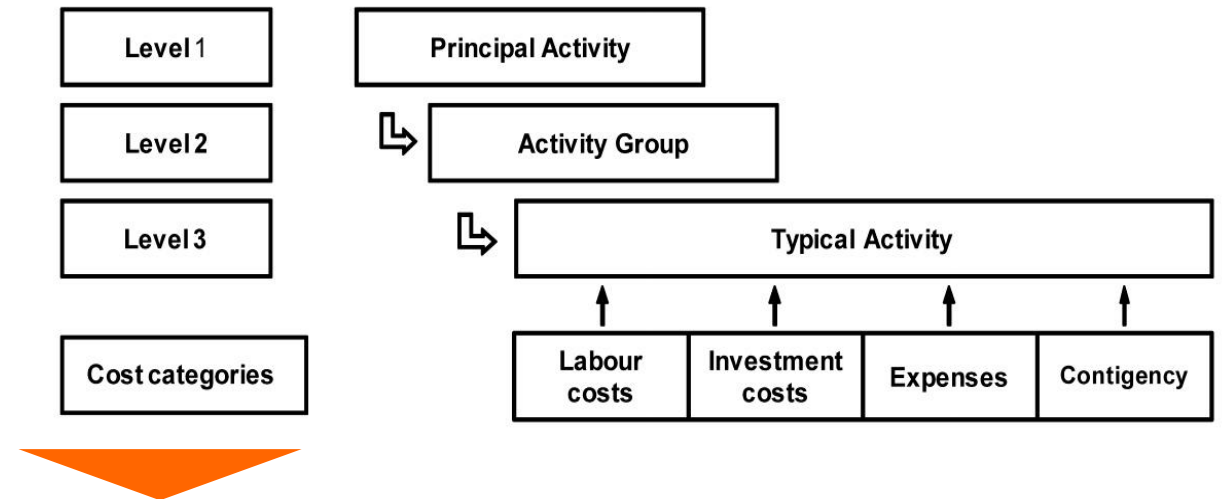 Level 1
Principal Activity
Level 2
Activity Group
Level 3
Typical Activity
Cost categories
Labour
costs
Investment
costs
Expenses
Contigency